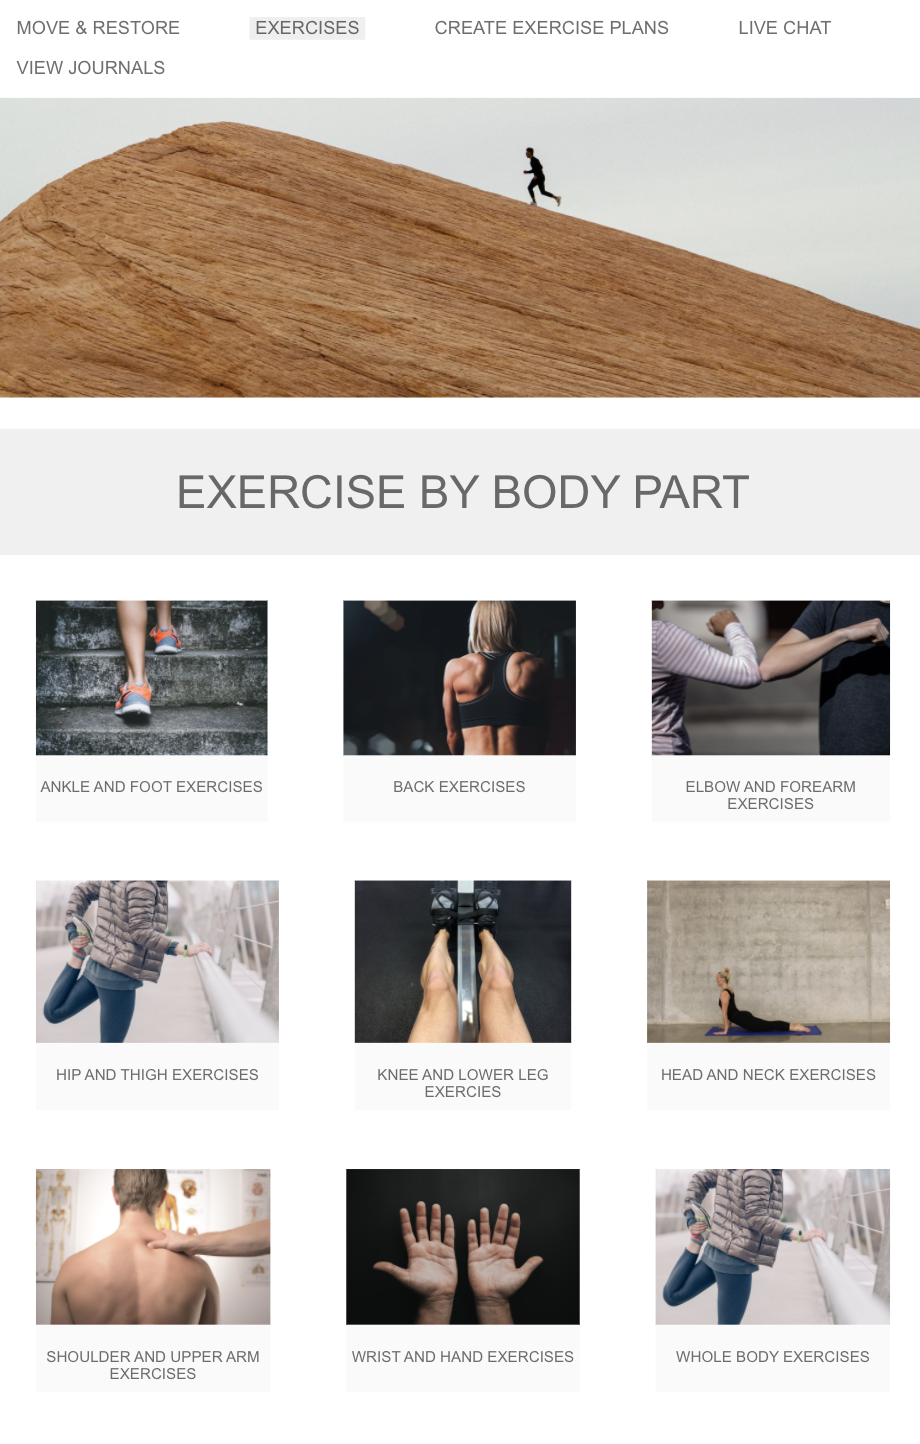 MOVE & RESTORE EXERCISES CREATE EXERCISE PLANS LIVE CHAT
VIEW JOURNALS
EXERCISE BY BODY PART
ANKLE AND FOOT EXERCISES
BACK EXERCISES
ELBOW AND FOREARM
EXERCISES
HIP AND THIGH EXERCISES
KNEE AND LOWER LEG
EXERCIES
HEAD AND NECK EXERCISES
SHOULDER AND UPPER ARM
EXERCISES
WRIST AND HAND EXERCISES
WHOLE BODY EXERCISES